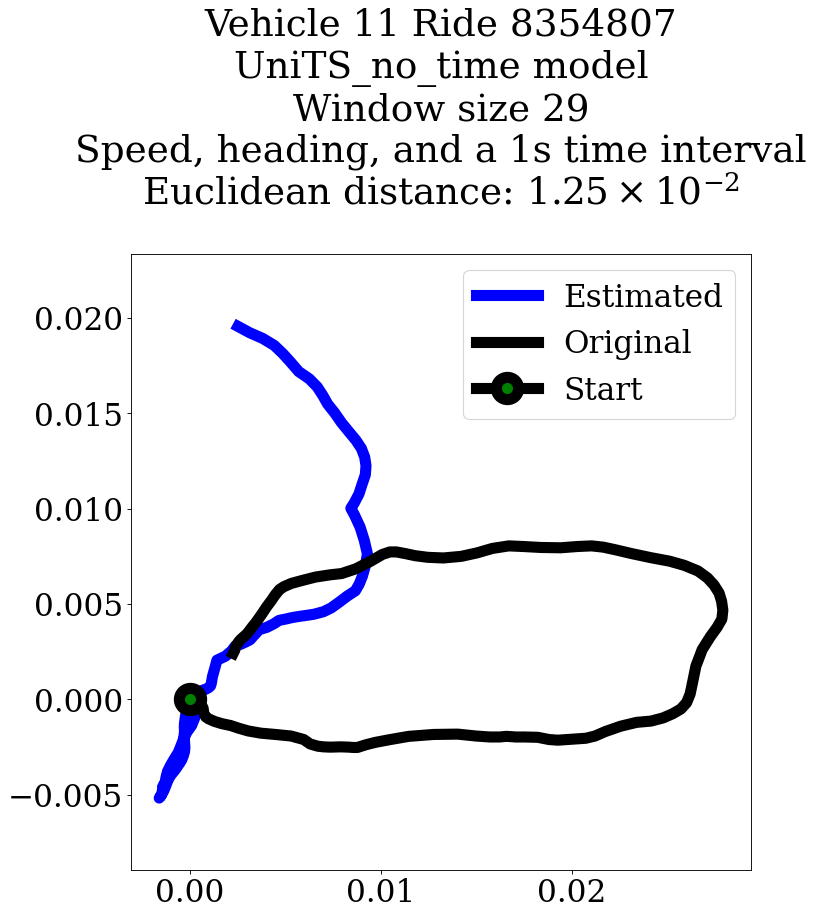 Vehicle 11 Ride 8354807
UniTS_no_time model
Window size 29
Speed, heading, and a 1s time interval
Euclidean distance: 1.25 × 10⁻²
Estimated
Original
Start
0.020
0.015
0.010
0.005
0.000
−0.005
0.00 0.01 0.02